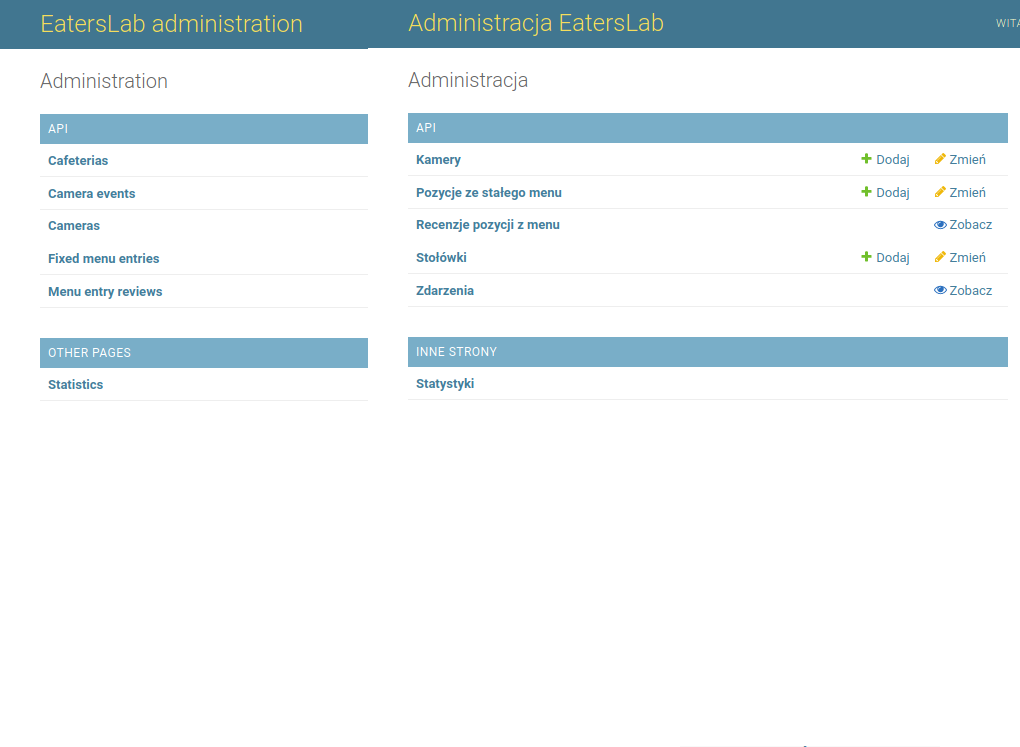 EatersLab administration
Administration
API
Cafeterias
Camera events
Cameras
Fixed menu entries
Menu entry reviews
OTHER PAGES
Statistics
Administracja EatersLab
Administracja
API
Kamery Dodaj Zmień
Pozycje ze stałego menu Dodaj Zmień
Recenzje pozycji z menu Zobacz
Stołówki Dodaj Zmień
Zdarzenia Zobacz
INNE STRONY
Statystyki